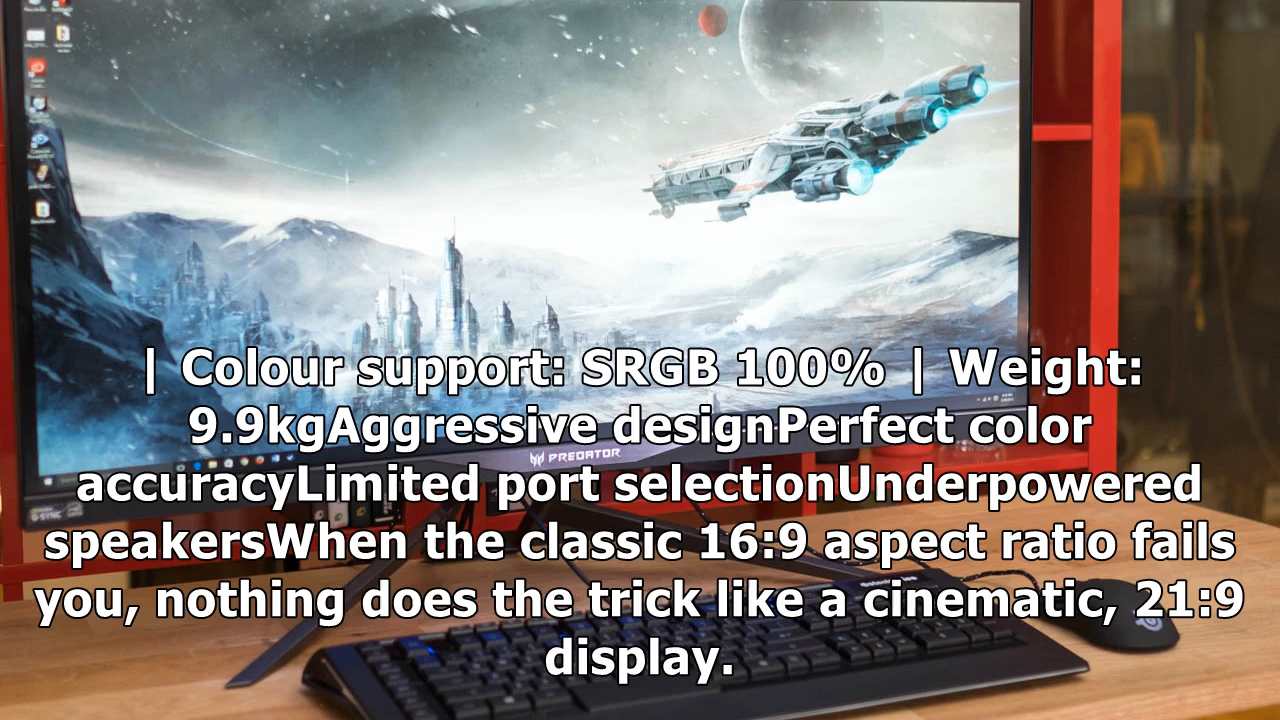 | Colour support: SRGB 100% | Weight:
9.9kgAggressive designPerfect color
accuracyLimited port selectionUnderpowered
speakersWhen the classic 16:9 aspect ratio fails
you, nothing does the trick like a cinematic, 21:9
display.
PREDATOR
G-SYNC